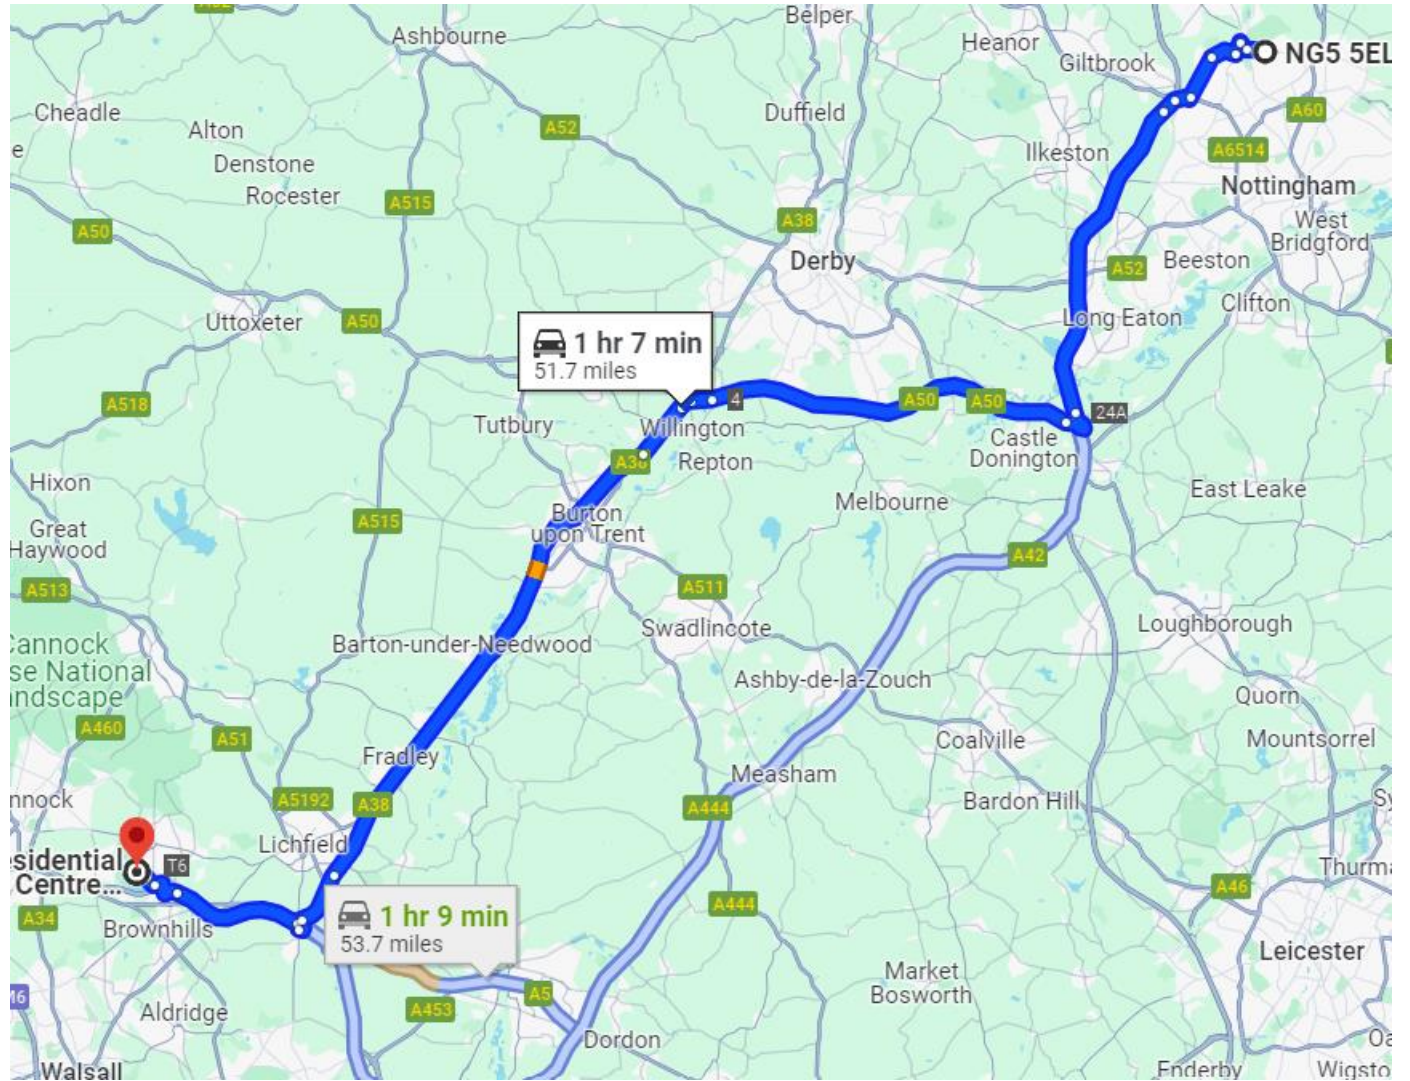 Belper
Ashbourne
Heanor
Giltbrook
NG5 5EL
Cheadle
Duffield
A60
Alton
A52
Denstone
Ilkeston
A6514
Rocester
Nottingham
A515
A38
West
Bridgford
A50
Derby
A52
Beeston
Clifton
Uttoxeter
A50
Long Eaton
1 hr 7 min
51.7 miles
A518
4
A50
A50
24A
Tutbury
Willington
Castle
Donington
A38
Repton
Hixon
Melbourne
East Leake
Great
Haywood
A515
Burton
upon Trent
A42
A513
A511
Swadlincote
Loughborough
Cannock
se National
andscape
Barton-under-Needwood
Ashby-de-la-Zouch
Quorn
A460
A51
Coalville
Mountsorrel
Fradley
Measham
nnock
A5192
A38
A444
Bardon Hill
Sy
Lichfield
esidential
Centre...
T6
Thurma
A46
A34
Brownhills
1 hr 9 min
53.7 miles
A444
Leicester
Market
Bosworth
A5
A453
Aldridge
Dordon
Walsall
Enderby
Wigsto